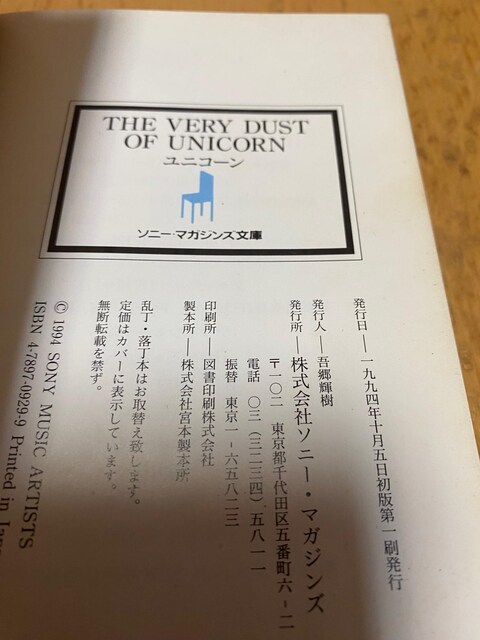 THE VERY DUST
OF UNICORN
ユニコーン
ソニー・マガジンズ文庫
発行日——一九九四年十月五日初版第一刷発行
発行人——吾郷輝樹
発行所——株式会社ソニー・マガジンズ
〒一〇二 東京都千代田区五番町六-二
電話 〇三(三二三四)五八一一
振替 東京一-六五八二三
印刷所——図書印刷株式会社
製本所——株式会社宮本製本所
乱丁・落丁本はお取替え致します。
定価はカバーに表示しています。
無断転載を禁ず。
© 1994 SONY MUSIC ARTISTS
ISBN 4-7897-0929-9 Printed in